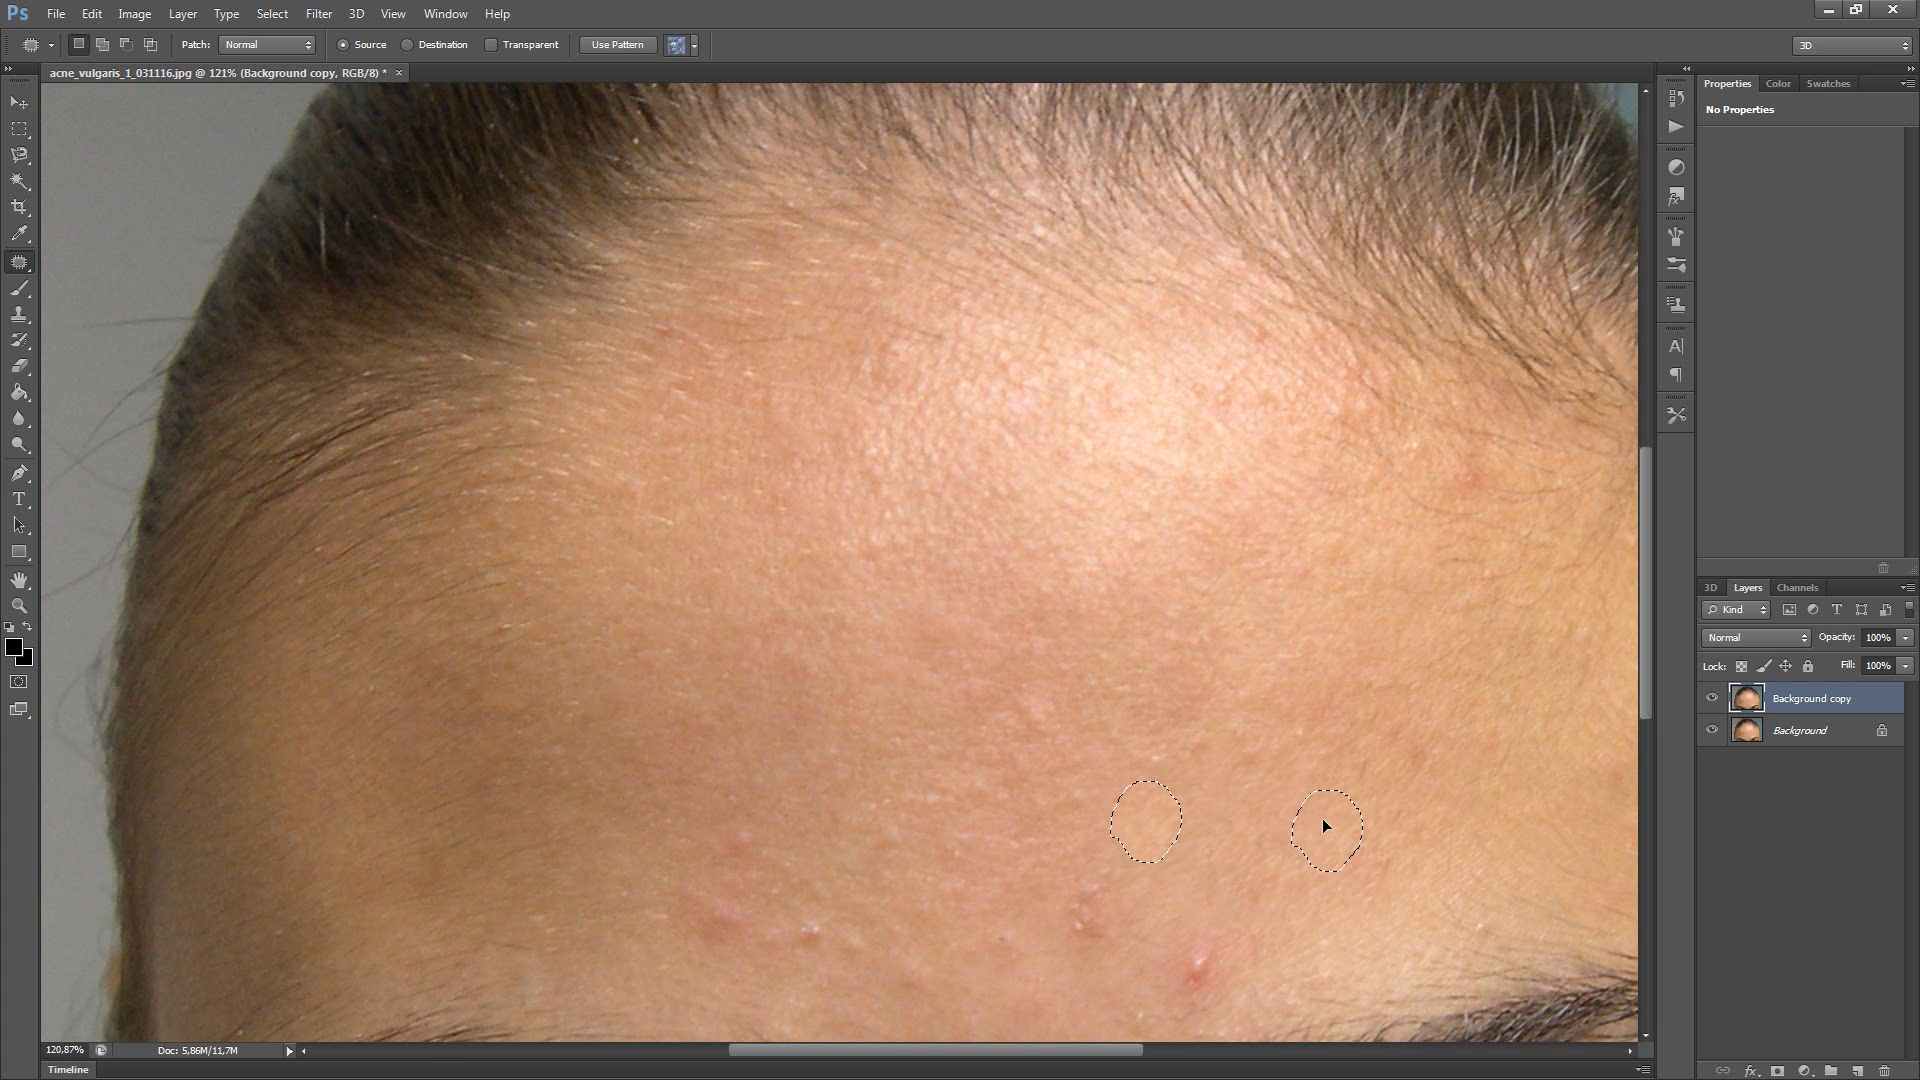 Ps File Edit Image Layer Type Select Filter 3D View Window Help
Patch: Normal Source Destination Transparent Use Pattern 3D
acne_vulgaris_1_031116.jpg @ 121% (Background copy, RGB/8) * ×
Properties Color Swatches
No Properties
3D Layers Channels
Kind
Normal Opacity: 100%
Lock: Fill: 100%
Background copy
Background
120,87% Doc: 5,86M/11,7M
Timeline